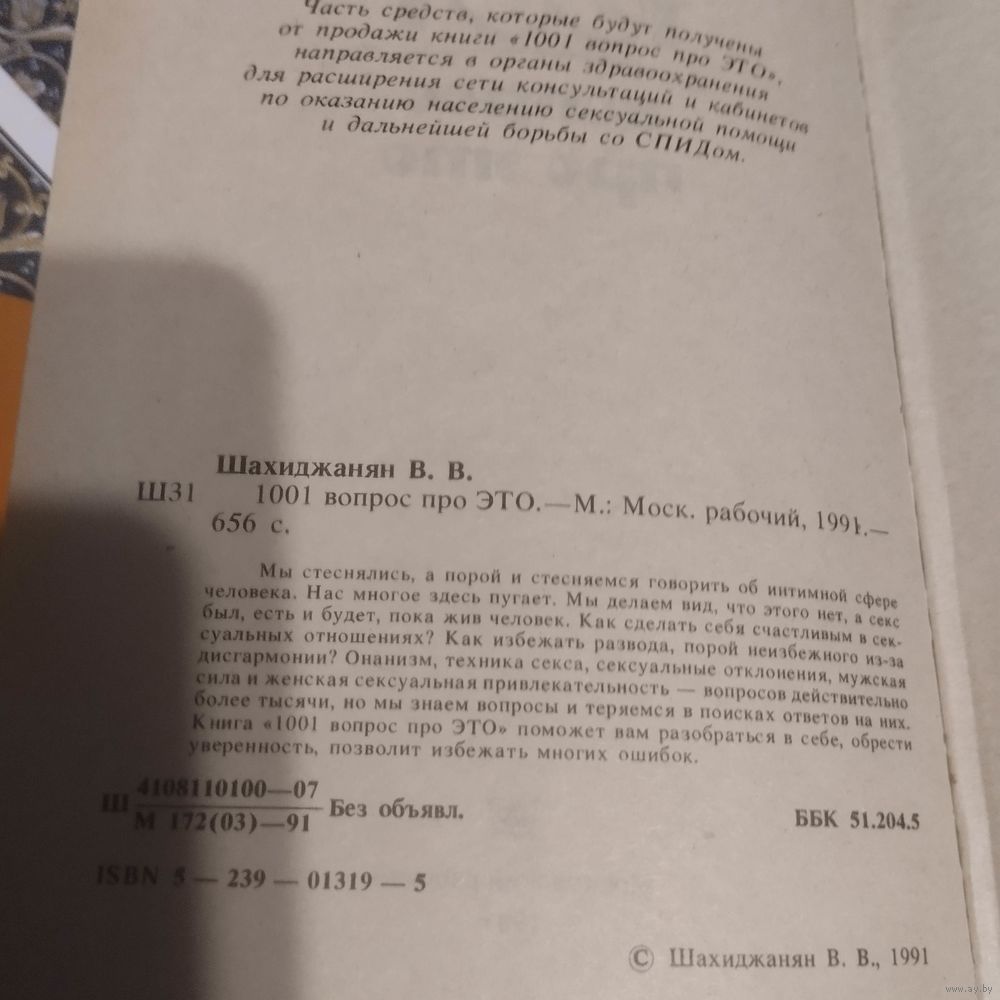 Часть средств, которые будут получены
от продажи книги «1001 вопрос про ЭТО»,
направляется в органы здравоохранения
для расширения сети консультаций и кабинетов
по оказанию населению сексуальной помощи
и дальнейшей борьбы со СПИДом.
Шахиджанян В. В.
Ш31 1001 вопрос про ЭТО.—М.: Моск. рабочий, 1991.—
656 с.
Мы стеснялись, а порой и стесняемся говорить об интимной сфере
человека. Нас многое здесь пугает. Мы делаем вид, что этого нет, а секс
был, есть и будет, пока жив человек. Как сделать себя счастливым в сек-
суальных отношениях? Как избежать развода, порой неизбежного из-за
дисгармонии? Онанизм, техника секса, сексуальные отклонения, мужская
сила и женская сексуальная привлекательность — вопросов действительно
более тысячи, но мы знаем вопросы и теряемся в поисках ответов на них.
Книга «1001 вопрос про ЭТО» поможет вам разобраться в себе, обрести
уверенность, позволит избежать многих ошибок.
Ш 4108110100—07 Без объявл.
М 172(03)—91
ББК 51.204.5
ISBN 5 — 239 — 01319 — 5
© Шахиджанян В. В., 1991
www.ay.by